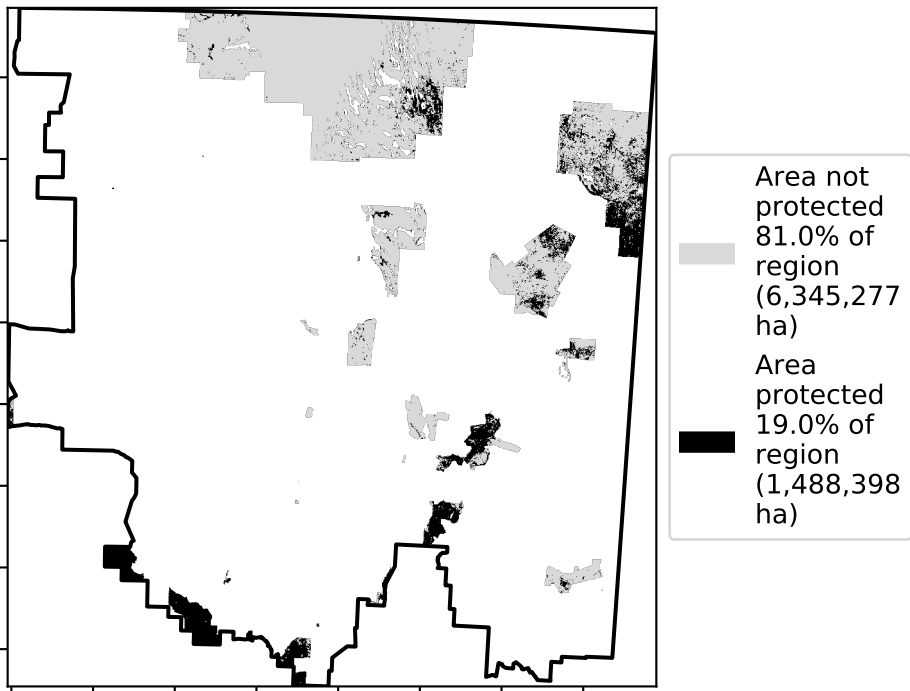 Area not
protected
81.0% of
region
(6,345,277
ha)
Area
protected
19.0% of
region
(1,488,398
ha)